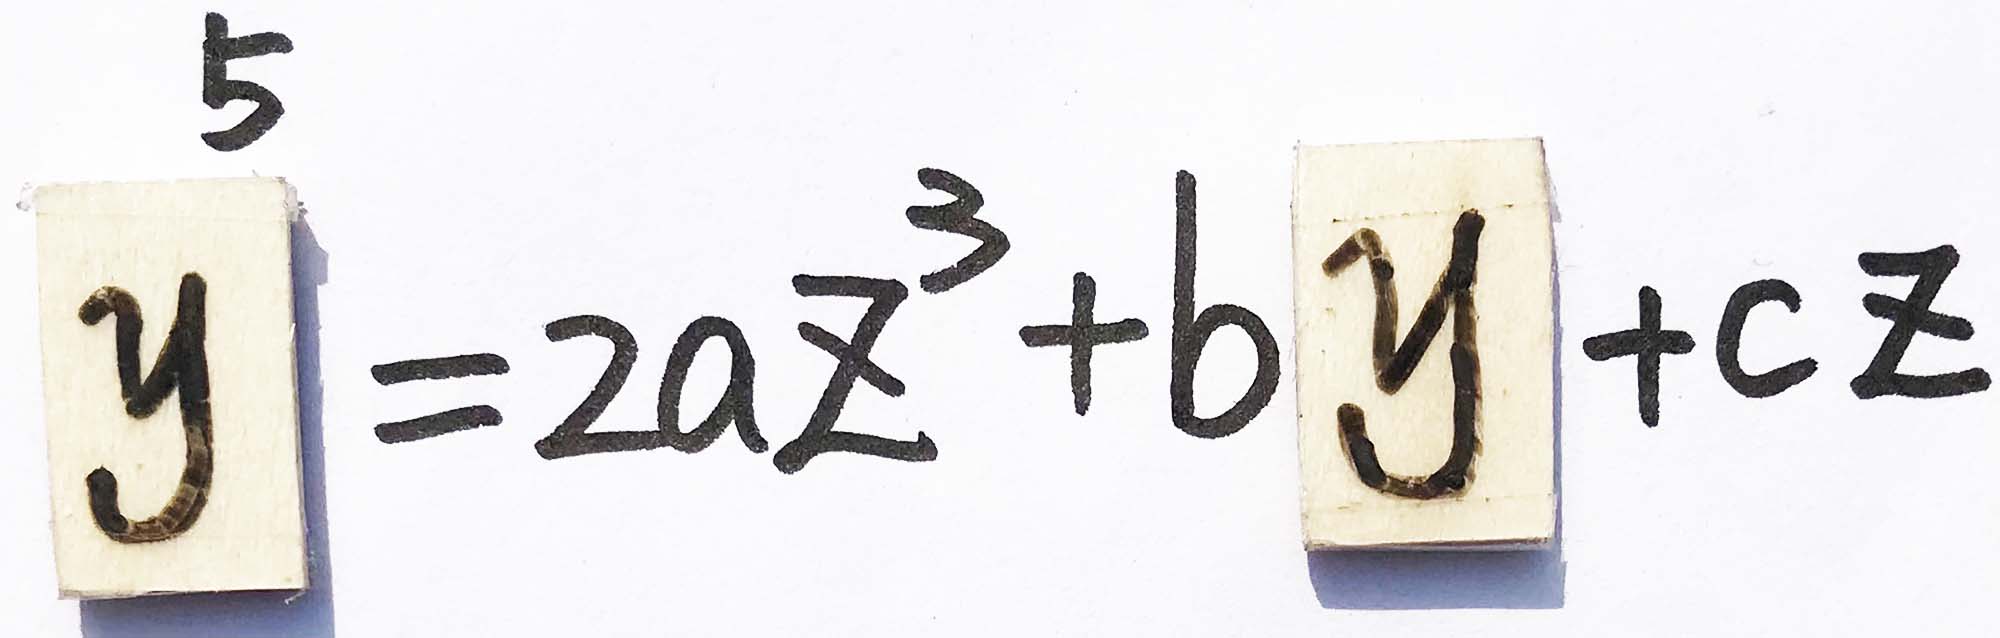 y⁵ = 2az³ + by + cz